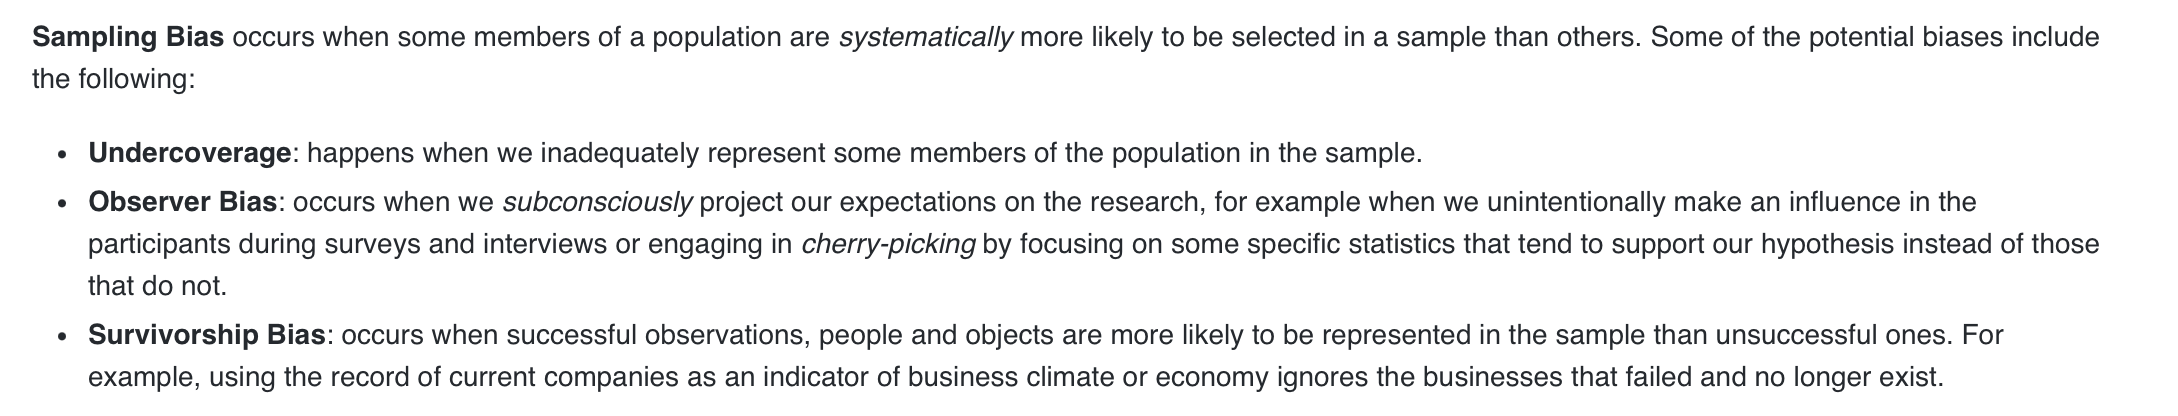 Sampling Bias occurs when some members of a population are systematically more likely to be selected in a sample than others. Some of the potential biases include
the following:
• Undercoverage: happens when we inadequately represent some members of the population in the sample.
• Observer Bias: occurs when we subconsciously project our expectations on the research, for example when we unintentionally make an influence in the
participants during surveys and interviews or engaging in cherry-picking by focusing on some specific statistics that tend to support our hypothesis instead of those
that do not.
• Survivorship Bias: occurs when successful observations, people and objects are more likely to be represented in the sample than unsuccessful ones. For
example, using the record of current companies as an indicator of business climate or economy ignores the businesses that failed and no longer exist.